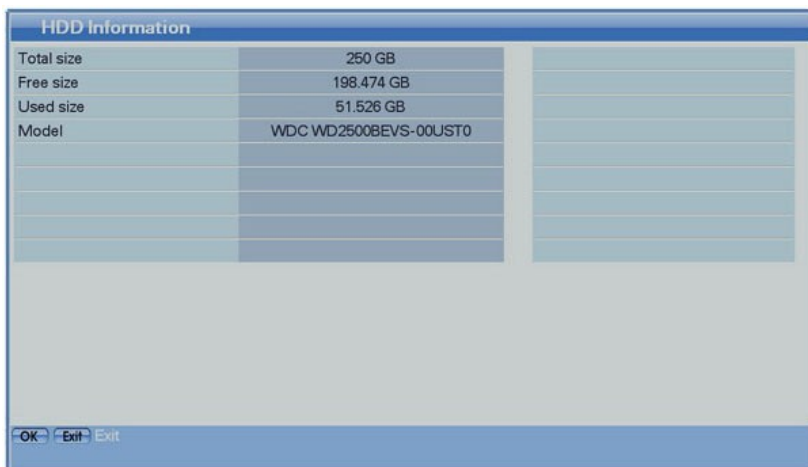 HDD Information
Total size 250 GB
Free size 198.474 GB
Used size 51.526 GB
Model WDC WD2500BEVS-00UST0
OK Exit Exit